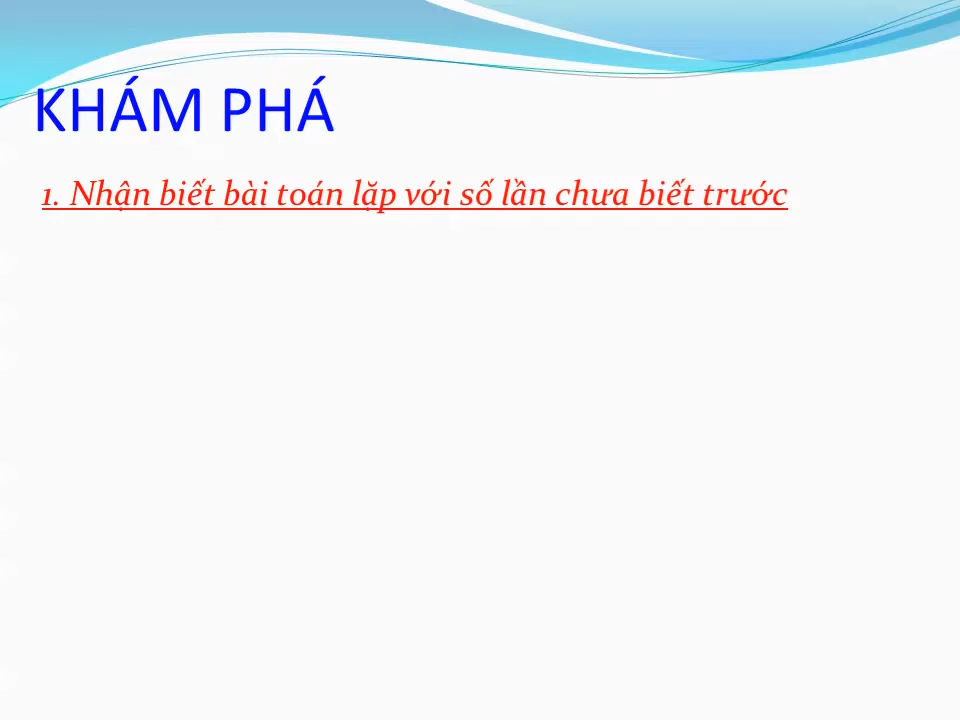 KHÁM PHÁ
1. Nhận biết bài toán lặp với số lần chưa biết trước